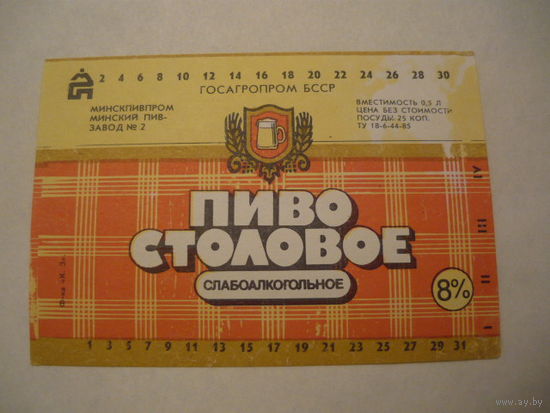 2 4 6 8 10 12 14 16 18 20 22 24 26 28 30
ГОСАГРОПРОМ БССР
МИНСКПИВПРОМ
МИНСКИЙ ПИВ-
ЗАВОД № 2
ВМЕСТИМОСТЬ 0,5 Л
ЦЕНА БЕЗ СТОИМОСТИ
ПОСУДЫ. 25 КОП.
ТУ 18-6-44-85
ПИВО
СТОЛОВОЕ
СЛАБОАЛКОГОЛЬНОЕ
8%
I II III IV
1 3 5 7 9 11 13 15 17 19 21 23 25 27 29 31
www.ay.by